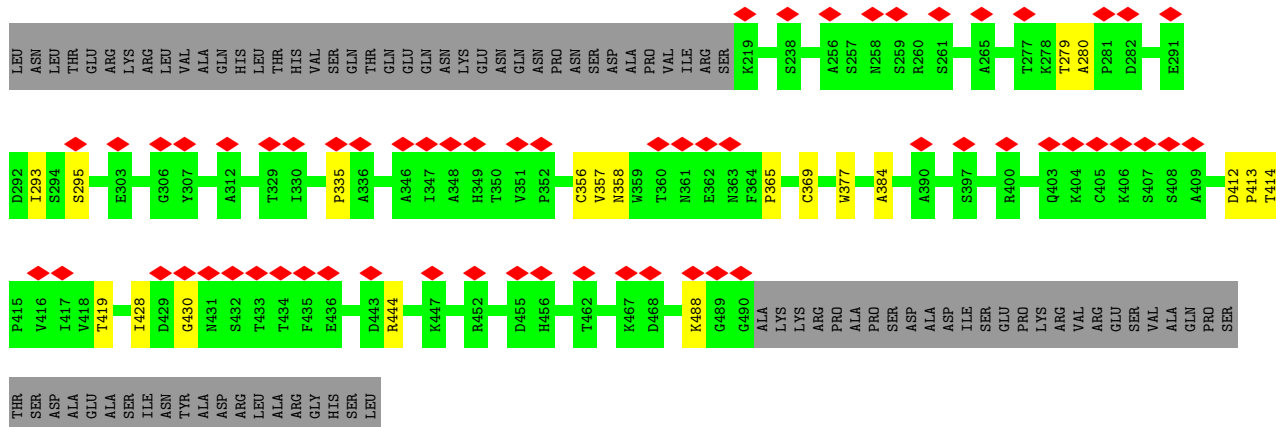 LEU ASN LEU THR GLU ARG LYS ARG LEU VAL ALA GLN HIS LEU THR HIS VAL SER GLN THR GLN GLU GLN ASN LYS GLU ASN GLN ASN PRO ASN SER ASP ALA PRO VAL ILE ARG SER K219 S238 A256 S257 N258 S259 R260 S261 A265 T277 K278 T279 A280 P281 D282 E291
D292 I293 S294 S295 E303 G306 Y307 A312 T329 I330 P335 A336 A346 I347 A348 H349 T350 V351 P352 C356 V357 N358 W359 T360 N361 E362 N363 F364 P365 C369 W377 A384 A390 S397 R400 Q403 K404 C405 K406 S407 S408 A409 D412 P413 T414
P415 V416 I417 V418 T419 I428 D429 G430 N431 S432 T433 T434 F435 E436 D443 R444 K447 R452 D455 H456 T462 K467 D468 K488 G489 G490 ALA LYS LYS ARG PRO ALA PRO SER ASP ALA ASP ILE SER GLU PRO LYS ARG VAL ARG GLU SER VAL ALA GLN PRO SER
THR SER ASP ALA GLU ALA SER ILE ASN TYR ALA ASP ARG LEU ALA ARG GLY HIS SER LEU